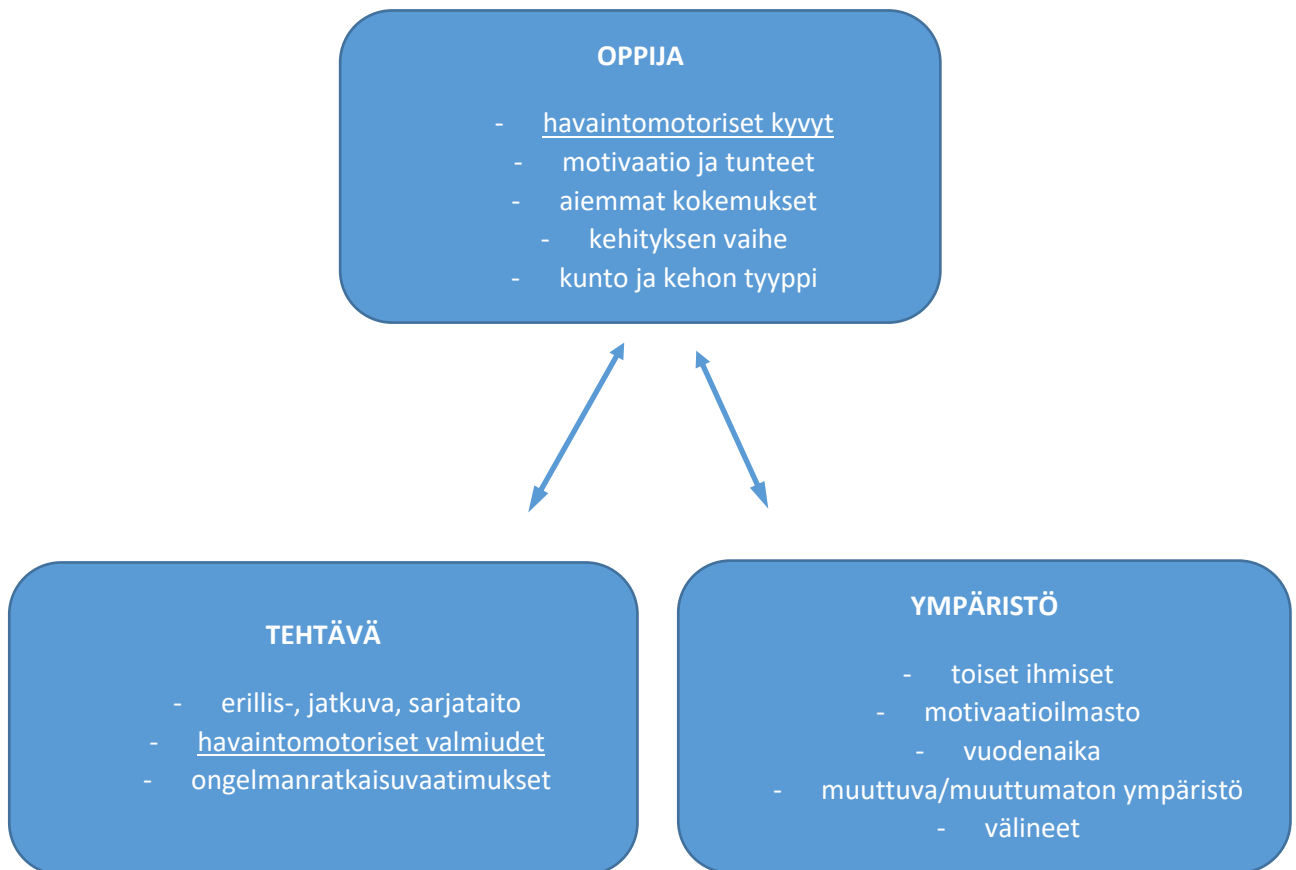 OPPIJA
- havaintomotoriset kyvyt
- motivaatio ja tunteet
- aiemmat kokemukset
- kehityksen vaihe
- kunto ja kehon tyyppi
TEHTÄVÄ
- erillis-, jatkuva, sarjataito
- havaintomotoriset valmiudet
- ongelmanratkaisuvaatimukset
YMPÄRISTÖ
- toiset ihmiset
- motivaatioilmasto
- vuodenaika
- muuttuva/muuttumaton ympäristö
- välineet